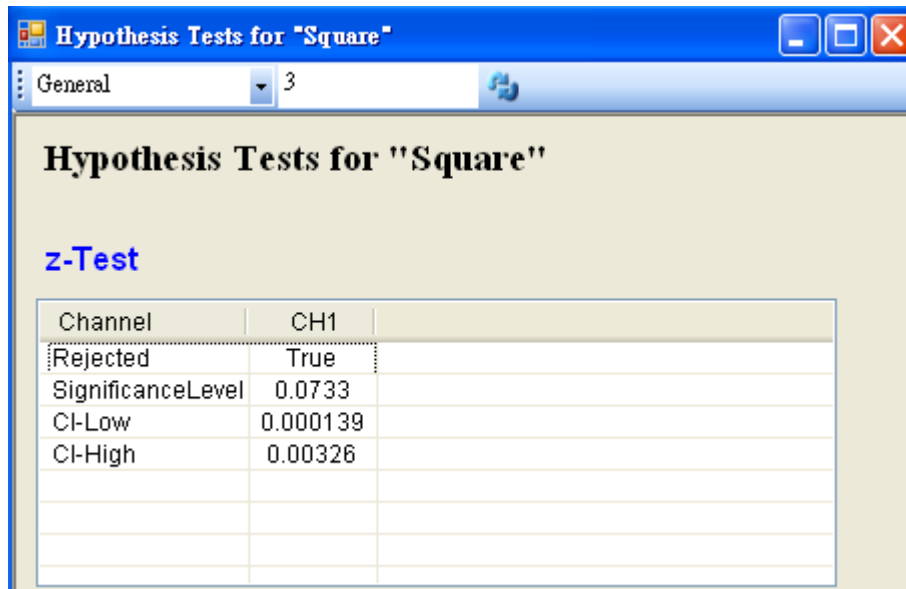 Hypothesis Tests for "Square"
General 3
Hypothesis Tests for "Square"
z-Test
Channel CH1
Rejected True
SignificanceLevel 0.0733
CI-Low 0.000139
CI-High 0.00326